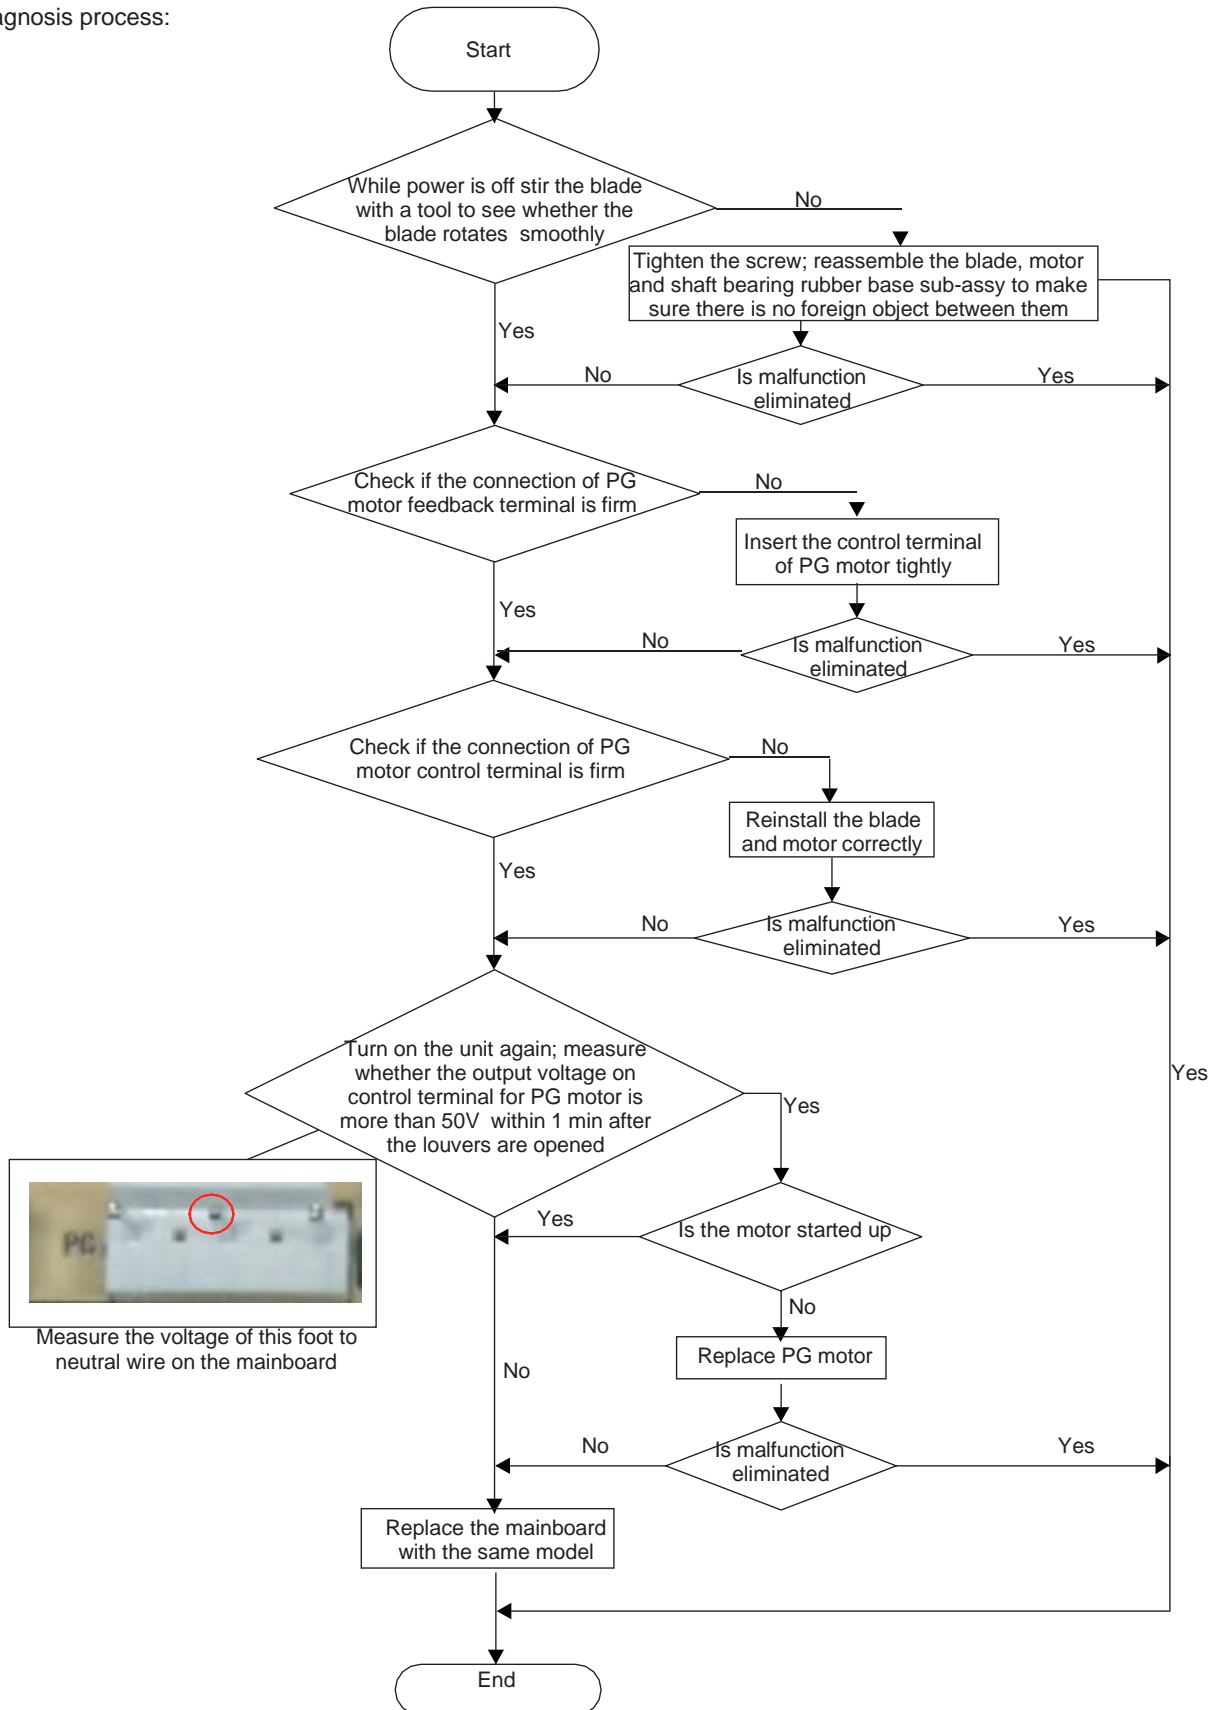 agnosis process:
Start
While power is off stir the blade
with a tool to see whether the
blade rotates smoothly
No
Tighten the screw; reassemble the blade, motor
and shaft bearing rubber base sub-assy to make
sure there is no foreign object between them
Yes
No
Is malfunction
eliminated
Yes
Check if the connection of PG
motor feedback terminal is firm
No
Insert the control terminal
of PG motor tightly
Yes
No
Is malfunction
eliminated
Yes
Check if the connection of PG
motor control terminal is firm
No
Reinstall the blade
and motor correctly
Yes
No
Is malfunction
eliminated
Yes
Turn on the unit again; measure
whether the output voltage on
control terminal for PG motor is
more than 50V within 1 min after
the louvers are opened
Yes
Yes
PG
Yes
Is the motor started up
No
Measure the voltage of this foot to
neutral wire on the mainboard
Replace PG motor
No
No
Is malfunction
eliminated
Yes
Replace the mainboard
with the same model
End